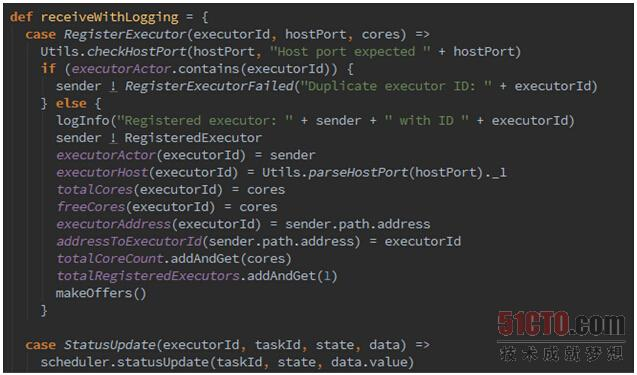 def receiveWithLogging = {
  case RegisterExecutor(executorId, hostPort, cores) =>
    Utils.checkHostPort(hostPort, "Host port expected " + hostPort)
    if (executorActor.contains(executorId)) {
      sender ! RegisterExecutorFailed("Duplicate executor ID: " + executorId)
    } else {
      logInfo("Registered executor: " + sender + " with ID " + executorId)
      sender ! RegisteredExecutor
      executorActor(executorId) = sender
      executorHost(executorId) = Utils.parseHostPort(hostPort)._1
      totalCores(executorId) = cores
      freeCores(executorId) = cores
      executorAddress(executorId) = sender.path.address
      addressToExecutorId(sender.path.address) = executorId
      totalCoreCount.addAndGet(cores)
      totalRegisteredExecutors.addAndGet(1)
      makeOffers()
    }
  case StatusUpdate(executorId, taskId, state, data) =>
    scheduler.statusUpdate(taskId, state, data.value)
51CTO.com
技术成就梦想